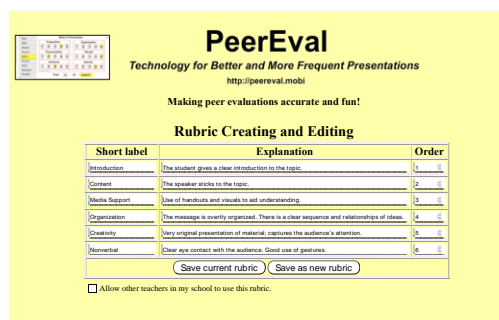 PeerEval
Technology for Better and More Frequent Presentations
http://peereval.mobi
Making peer evaluations accurate and fun!
Rubric Creating and Editing
Short label Explanation Order
Introduction The student gives a clear introduction to the topic. 1
Content The speaker sticks to the topic. 2
Media Support Use of handouts and visuals to aid understanding. 3
Organization The message is overtly organized. There is a clear sequence and relationships of ideas. 4
Creativity Very original presentation of material; captures the audience's attention. 5
Nonverbal Clear eye contact with the audience. Good use of gestures. 6
Save current rubric Save as new rubric
Allow other teachers in my school to use this rubric.